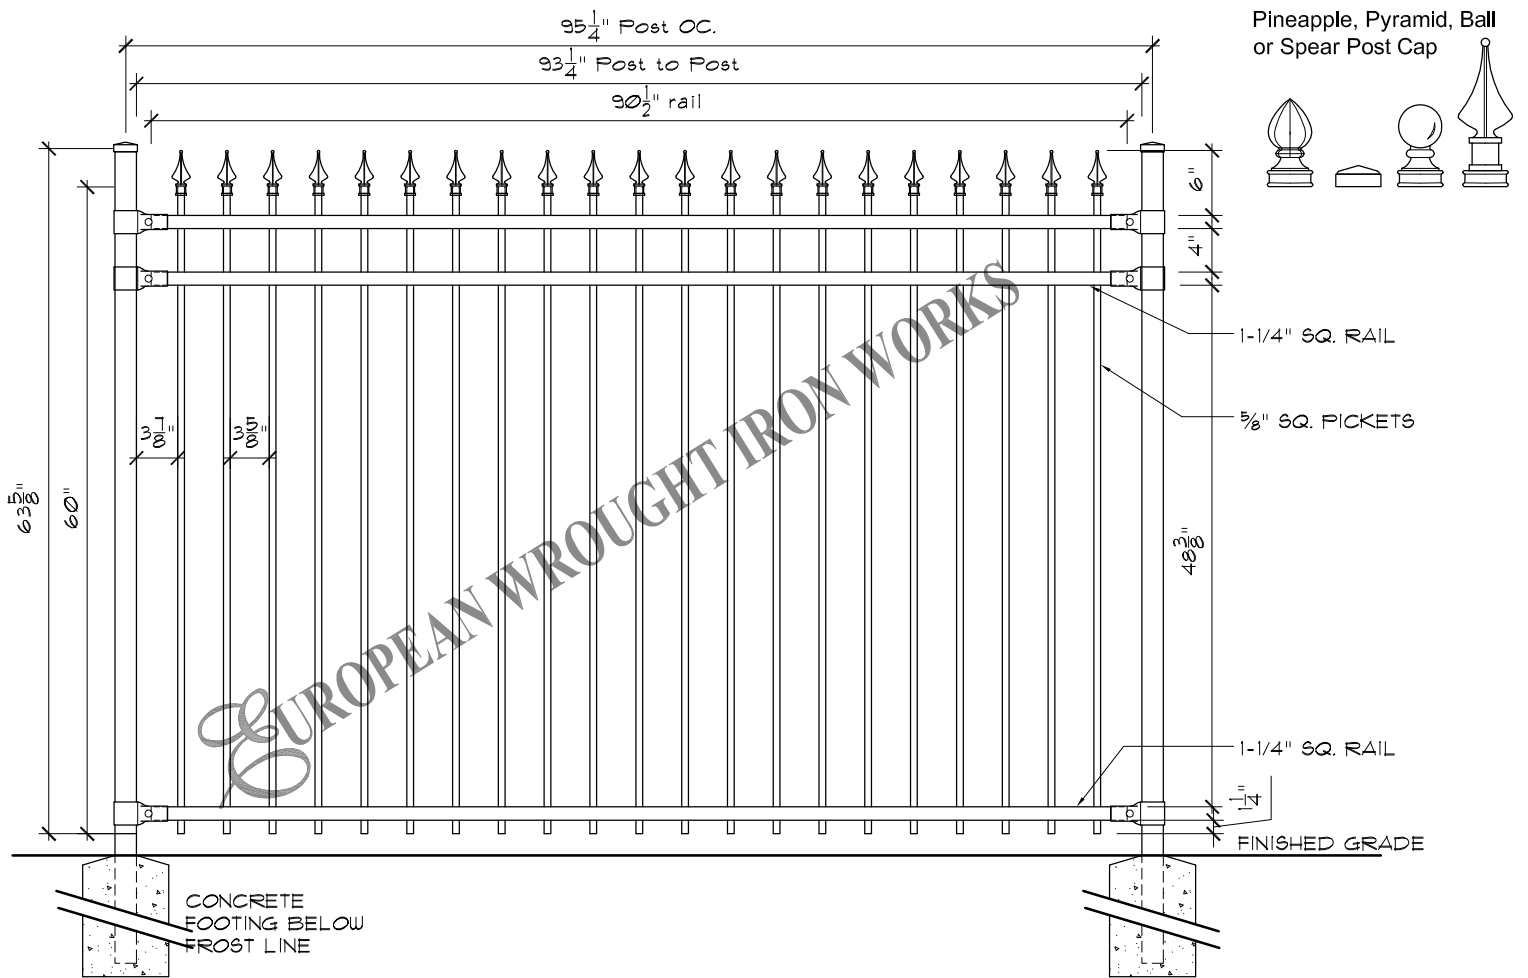 95 1/4" Post OC.
93 1/4" Post to Post
90 1/2" rail
Pineapple, Pyramid, Ball
or Spear Post Cap
6"
4"
1-1/4" SQ. RAIL
5/8" SQ. PICKETS
3 7/8"
3 5/8"
63 5/8"
60"
48 3/8"
EUROPEAN WROUGHT IRON WORKS
1-1/4" SQ. RAIL
1 1/4"
FINISHED GRADE
CONCRETE
FOOTING BELOW
FROST LINE